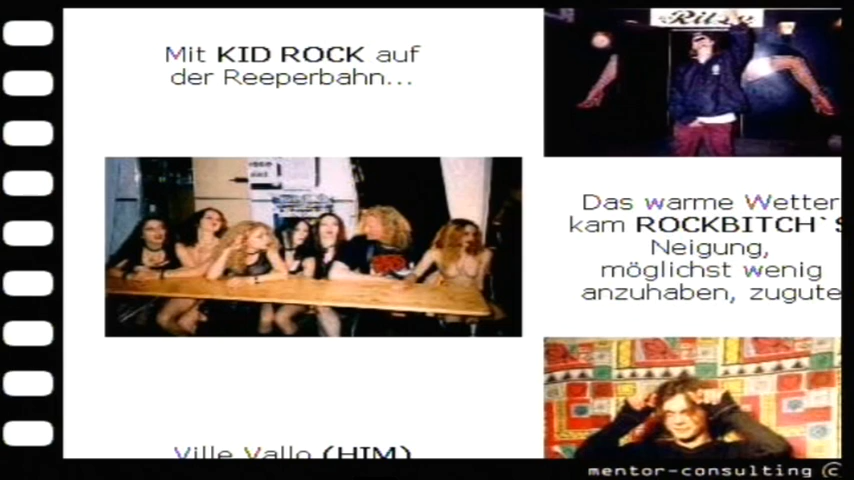 Mit KID ROCK auf
der Reeperbahn...
Ritze
Das warme Wetter
kam ROCKBITCH`S
Neigung,
möglichst wenig
anzuhaben, zugute
Ville Vallo (HIM)
mentor-consulting ©